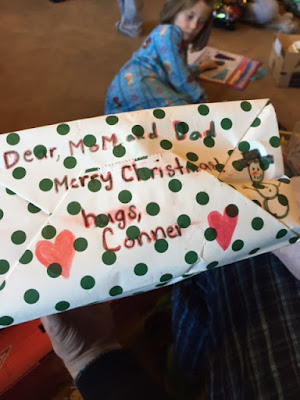 Dear, MoM and Dad
Merry Christmas
hugs,
Conner